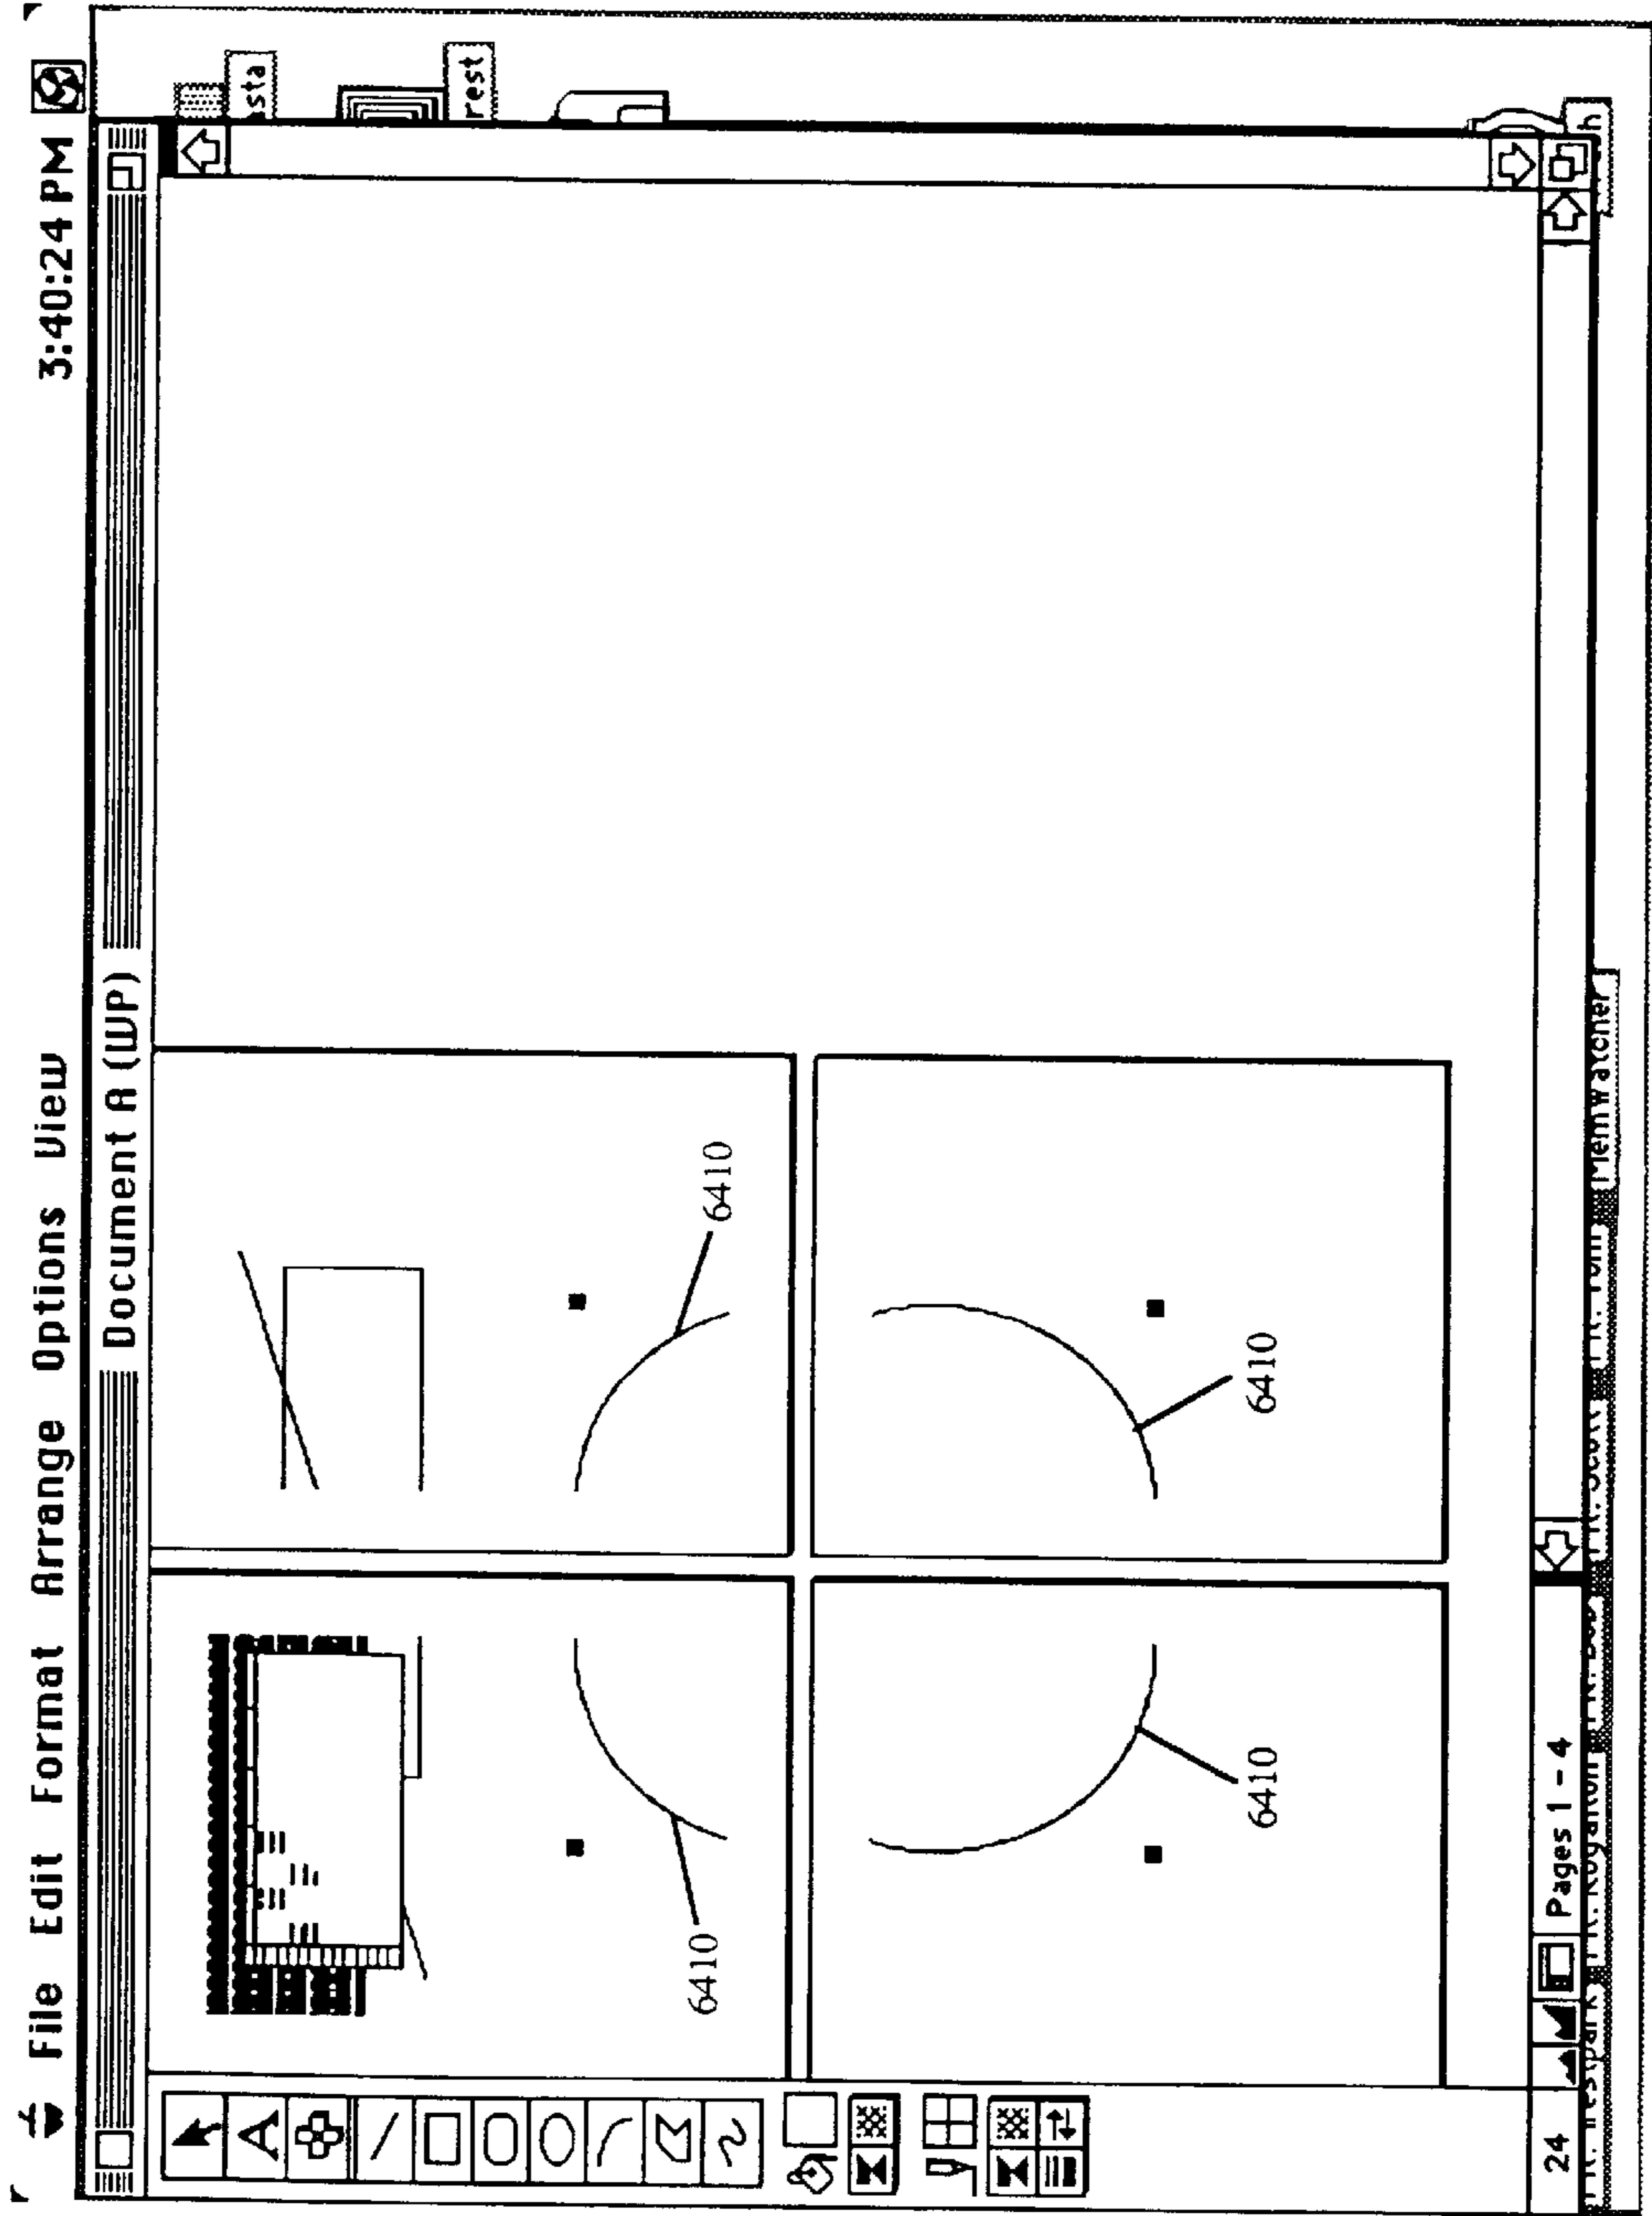 File Edit Format Arrange Options View 3:40:24 PM
Document A (WP)
sta
rest
A
6410
6410
6410
6410
24 Pages 1 - 4
Memwatcher
h